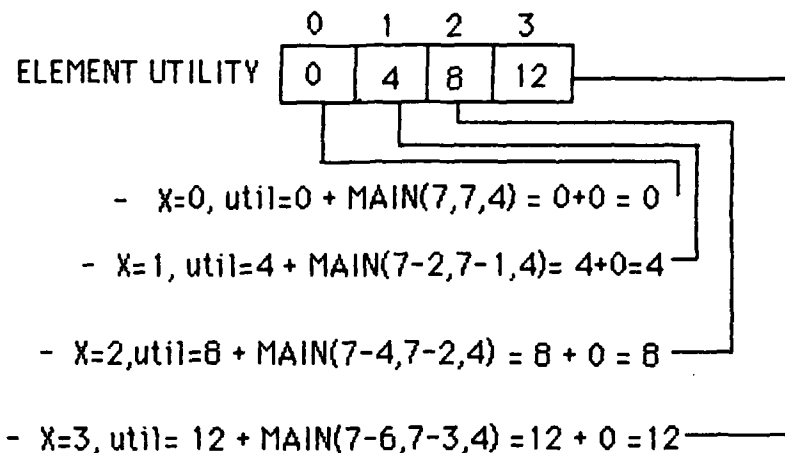 0 1 2 3
ELEMENT UTILITY 0 4 8 12
- X=0, util=0 + MAIN(7,7,4) = 0+0 = 0
- X=1, util=4 + MAIN(7-2,7-1,4)= 4+0=4
- X=2,util=8 + MAIN(7-4,7-2,4) = 8 + 0 = 8
- X=3, util= 12 + MAIN(7-6,7-3,4) =12 + 0 =12